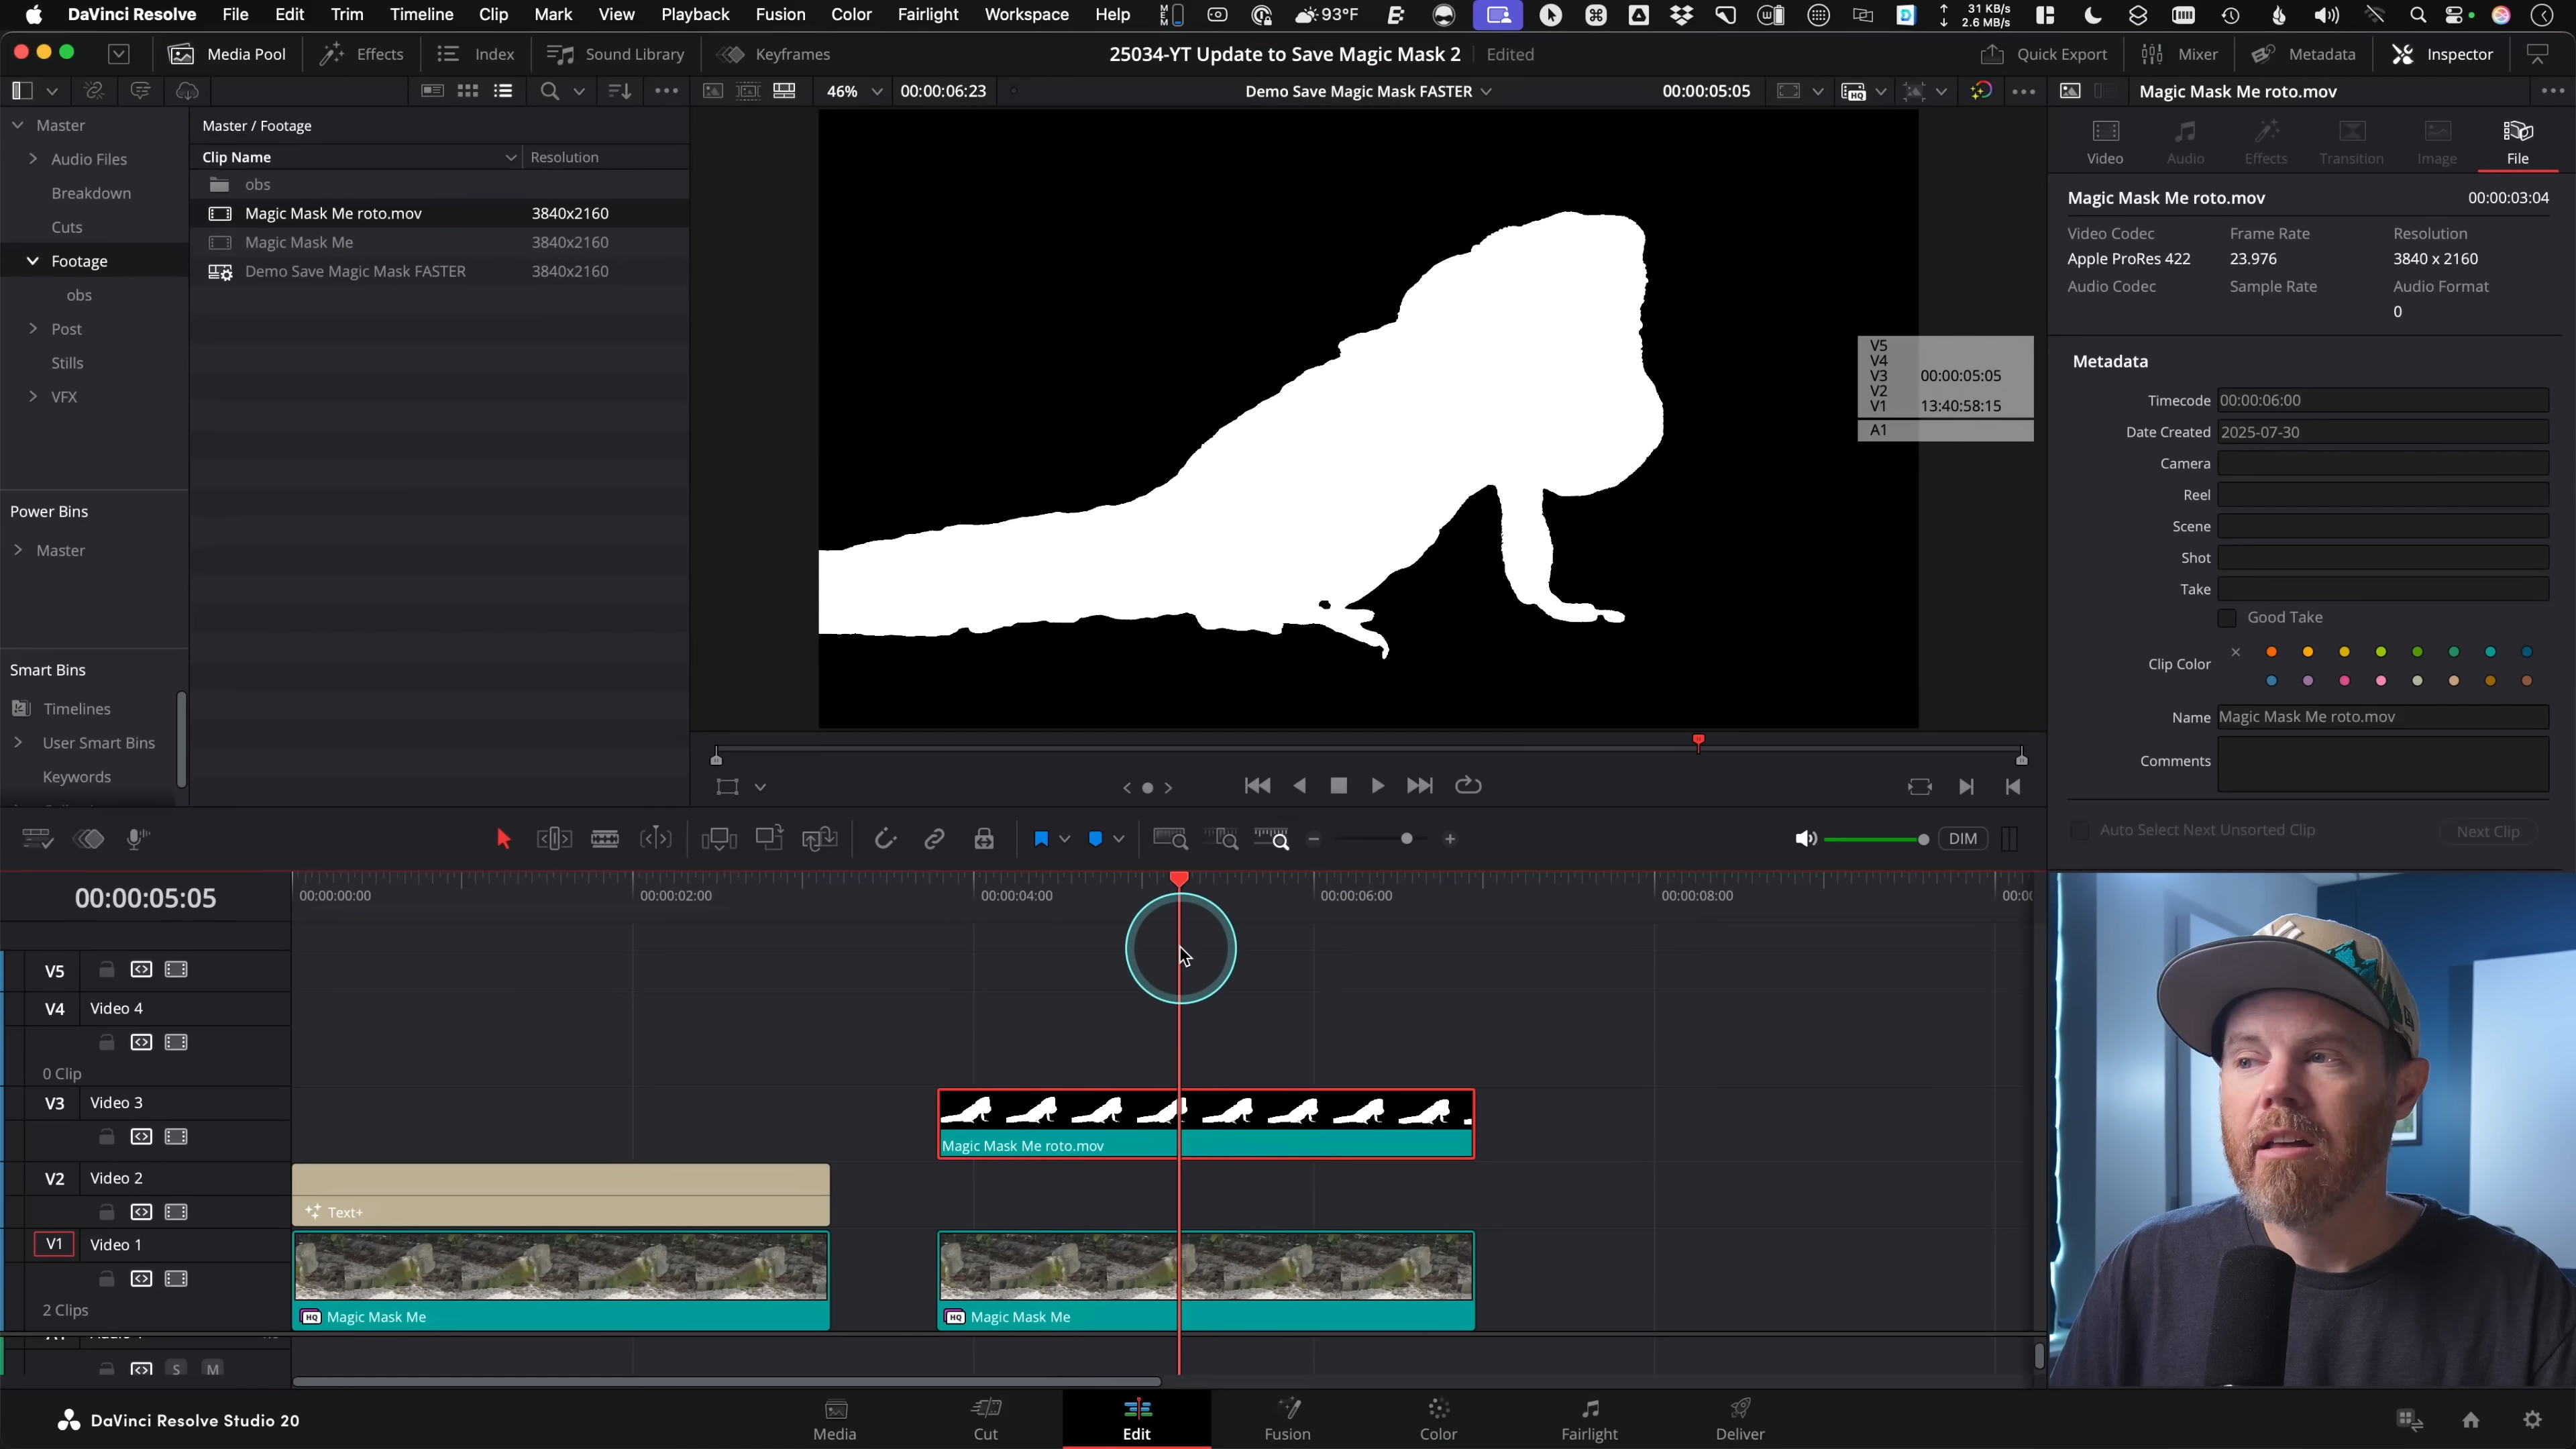 DaVinci Resolve File Edit Trim Timeline Clip Mark View Playback Fusion Color Fairlight Workspace Help 93°F 31 KB/s 2.6 MB/s
Media Pool Effects Index Sound Library Keyframes 25034-YT Update to Save Magic Mask 2 Edited Quick Export Mixer Metadata Inspector
46% 00:00:06:23 Demo Save Magic Mask FASTER 00:00:05:05 HQ Magic Mask Me roto.mov
Master
Audio Files
Breakdown
Cuts
Footage
obs
Post
Stills
VFX
Power Bins
Master
Smart Bins
Timelines
User Smart Bins
Keywords
Master / Footage
Clip Name Resolution
obs
Magic Mask Me roto.mov 3840x2160
Magic Mask Me 3840x2160
Demo Save Magic Mask FASTER 3840x2160
V5
V4
V3 00:00:05:05
V2
V1 13:40:58:15
A1
Video Audio Effects Transition Image File
Magic Mask Me roto.mov 00:00:03:04
Video Codec Frame Rate Resolution
Apple ProRes 422 23.976 3840 x 2160
Audio Codec Sample Rate Audio Format
0
Metadata
Timecode 00:00:06:00
Date Created 2025-07-30
Camera
Reel
Scene
Shot
Take
Good Take
Clip Color
Name Magic Mask Me roto.mov
Comments
Auto Select Next Unsorted Clip Next Clip
DIM
00:00:05:05 00:00:00:00 00:00:02:00 00:00:04:00 00:00:06:00 00:00:08:00
V5
V4 Video 4
0 Clip
V3 Video 3
Magic Mask Me roto.mov
V2 Video 2
Text+
V1 Video 1
2 Clips
HQ Magic Mask Me HQ Magic Mask Me
S M
DaVinci Resolve Studio 20
Media Cut Edit Fusion Color Fairlight Deliver